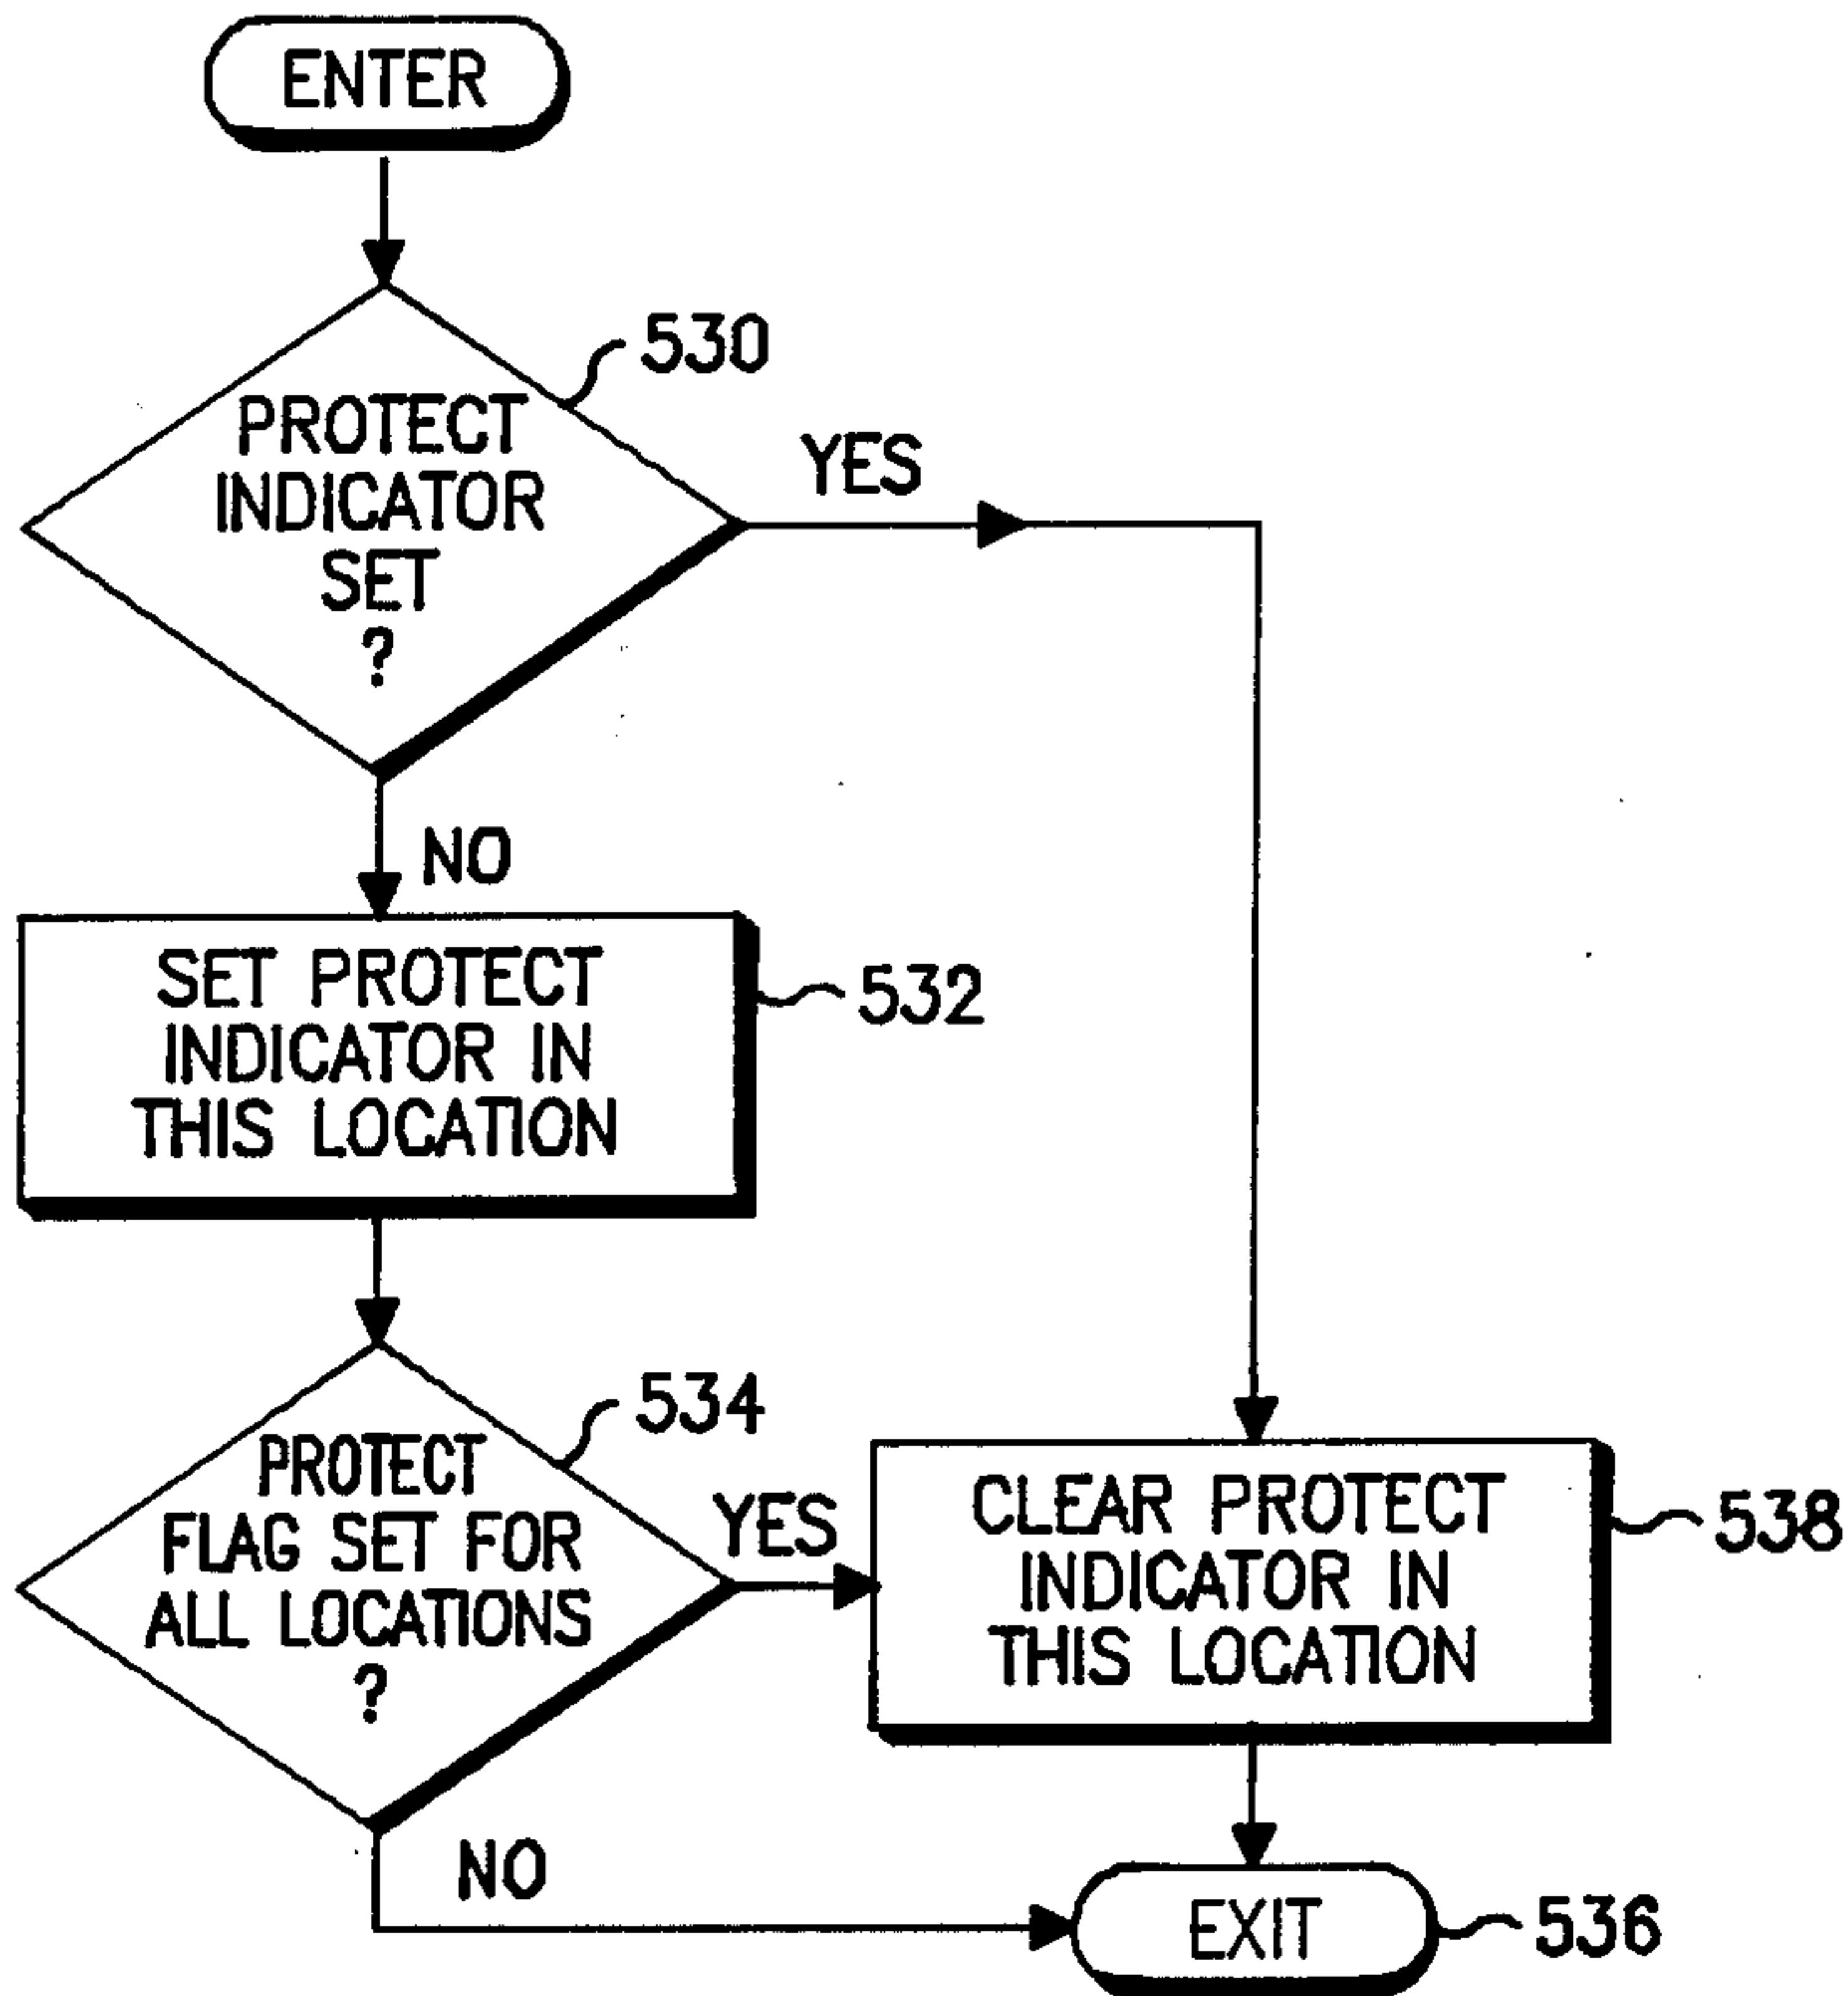 ENTER
530
PROTECT
INDICATOR
SET
?
YES
NO
SET PROTECT
INDICATOR IN
THIS LOCATION
532
534
PROTECT
FLAG SET FOR
ALL LOCATIONS
?
YES
CLEAR PROTECT
INDICATOR IN
THIS LOCATION
538
NO
EXIT
536